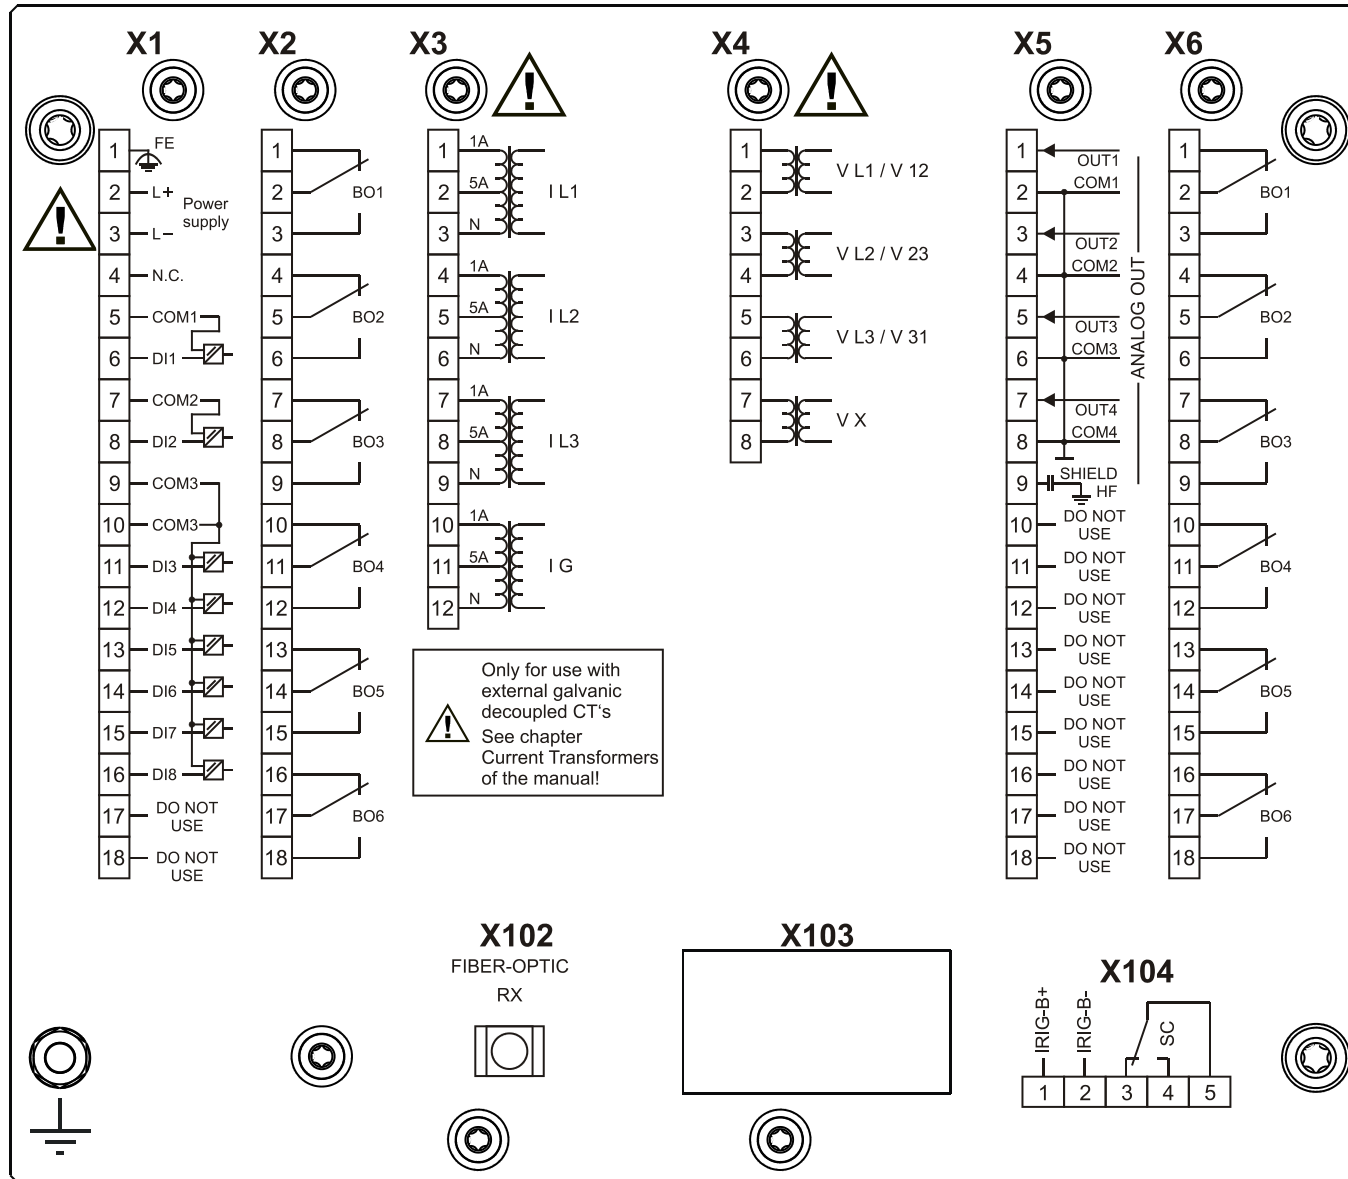 X1
X2
X3
X4
X5
X6
1
FE
2
L+
Power
supply
3
L–
4
N.C.
5
COM1
6
DI1
7
COM2
8
DI2
9
COM3
10
COM3
11
DI3
12
DI4
13
DI5
14
DI6
15
DI7
16
DI8
17
DO NOT
USE
18
DO NOT
USE
1
2
BO1
3
4
5
BO2
6
7
8
BO3
9
10
11
BO4
12
13
14
BO5
15
16
17
BO6
18
1
1A
2
5A
I L1
3
N
4
1A
5
5A
I L2
6
N
7
1A
8
5A
I L3
9
N
10
1A
11
5A
I G
12
N
Only for use with
external galvanic
decoupled CT‘s
See chapter
Current Transformers
of the manual!
1
V L1 / V 12
2
3
V L2 / V 23
4
5
V L3 / V 31
6
7
V X
8
1
OUT1
2
COM1
3
OUT2
4
COM2
5
OUT3
6
COM3
7
OUT4
8
COM4
ANALOG OUT
9
SHIELD
HF
10
DO NOT
USE
11
DO NOT
USE
12
DO NOT
USE
13
DO NOT
USE
14
DO NOT
USE
15
DO NOT
USE
16
DO NOT
USE
17
DO NOT
USE
18
DO NOT
USE
1
2
BO1
3
4
5
BO2
6
7
8
BO3
9
10
11
BO4
12
13
14
BO5
15
16
17
BO6
18
X102
FIBER-OPTIC
RX
X103
X104
IRIG-B+
IRIG-B-
SC
1 2 3 4 5